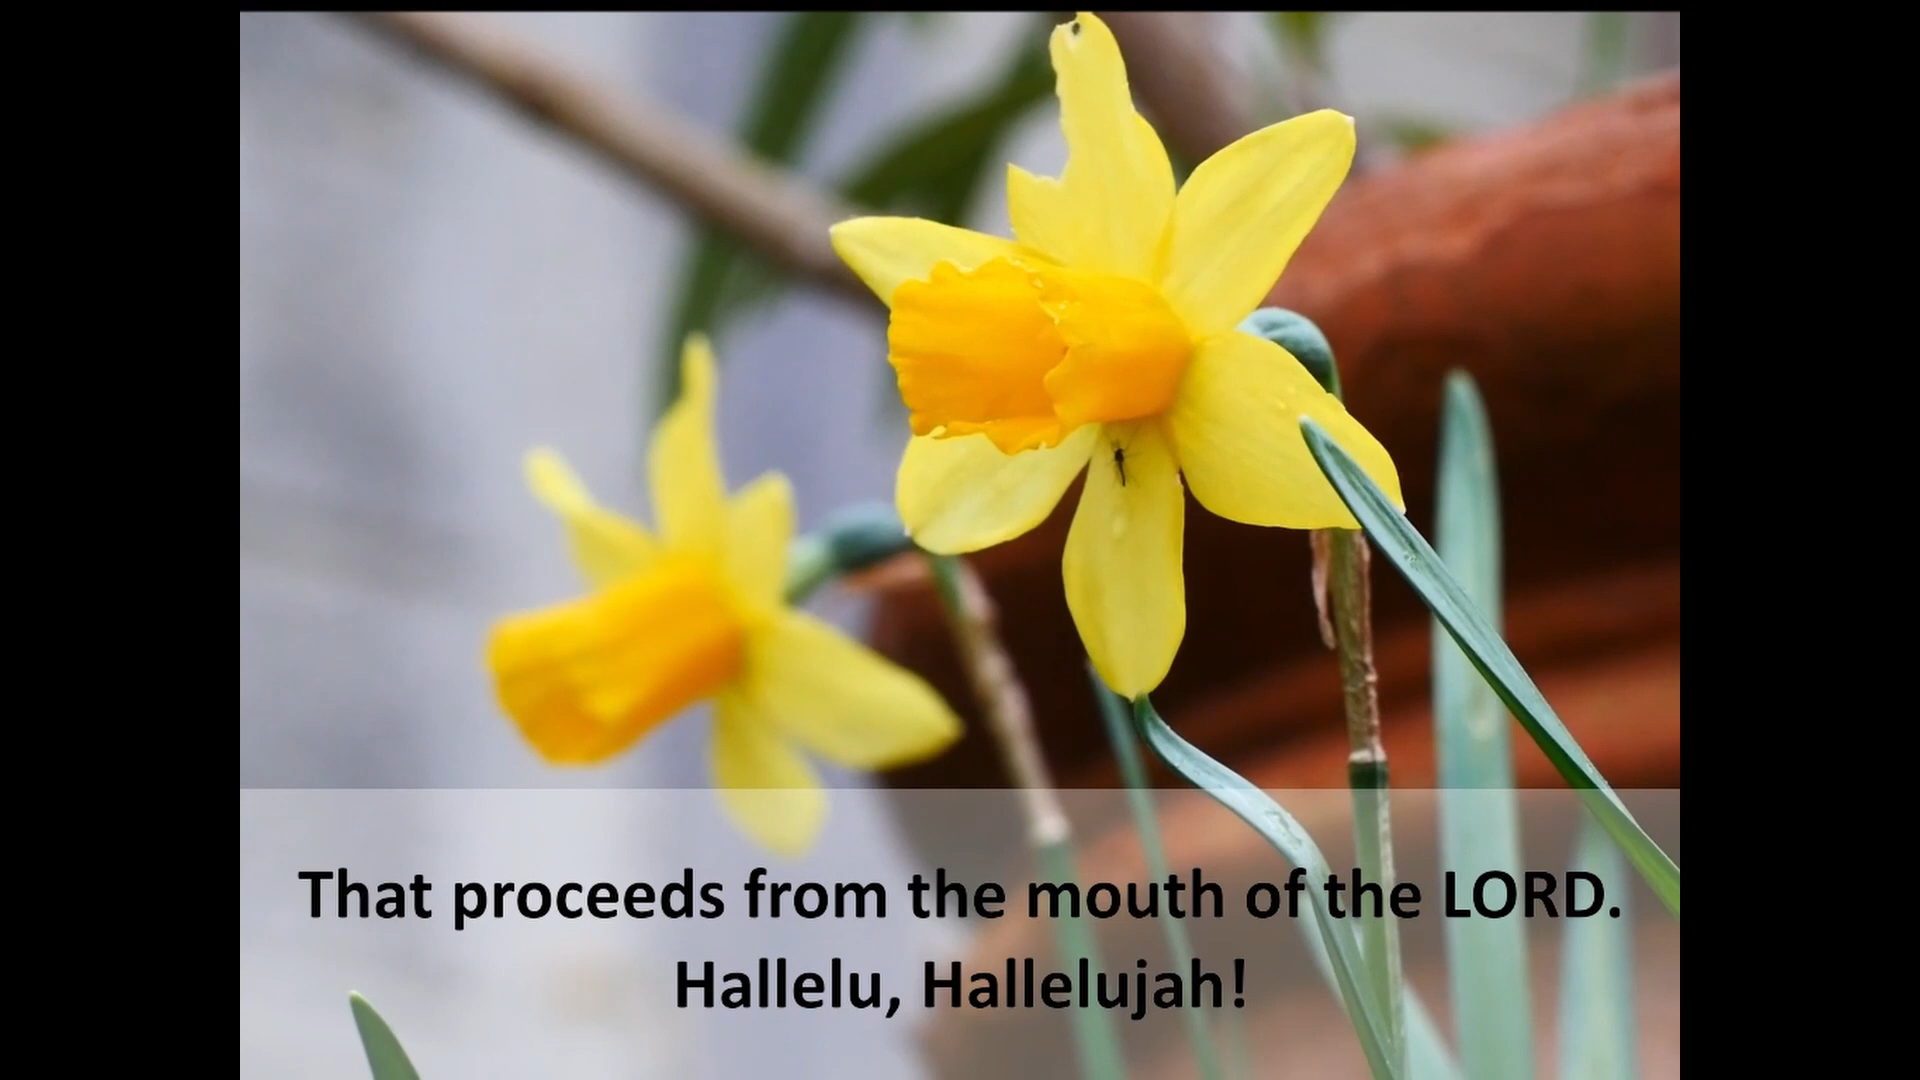 That proceeds from the mouth of the LORD.
Hallelu, Hallelujah!